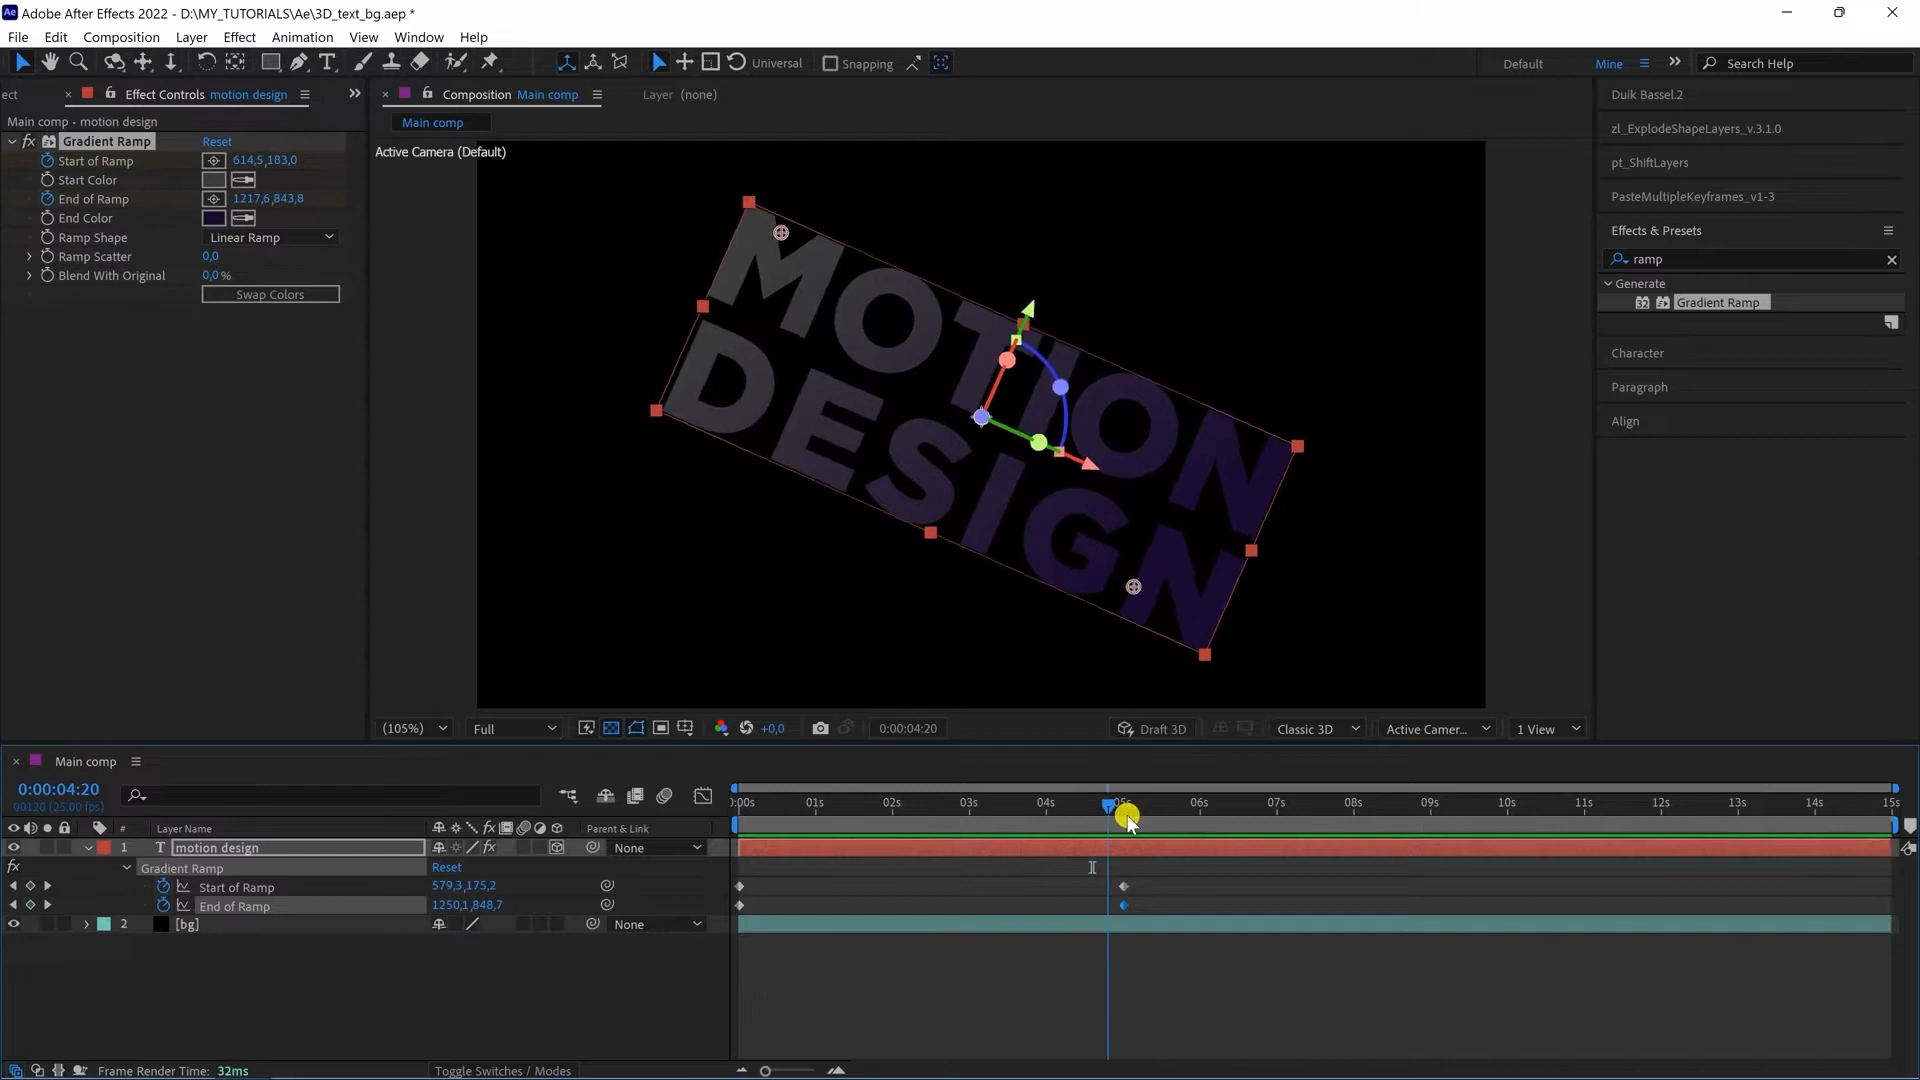 Adobe After Effects 2022 - D:\MY_TUTORIALS\Ae\3D_text_bg.aep *
File Edit Composition Layer Effect Animation View Window Help
Universal Snapping Default Mine Search Help
ect Effect Controls motion design
Main comp • motion design
fx Gradient Ramp Reset
Start of Ramp 614,5,183,0
Start Color
End of Ramp 1217,6,843,8
End Color
Ramp Shape Linear Ramp
Ramp Scatter 0,0
Blend With Original 0,0 %
Swap Colors
Composition Main comp Layer (none)
Main comp
Active Camera (Default)
MOTION
DESIGN
(105%) Full +0,0 0:00:04:20 Draft 3D Classic 3D Active Camer... 1 View
Duik Bassel.2
zl_ExplodeShapeLayers_v.3.1.0
pt_ShiftLayers
PasteMultipleKeyframes_v1-3
Effects & Presets
ramp
Generate
32 Gradient Ramp
Character
Paragraph
Align
Main comp
0:00:04:20
00120 (25.00 fps)
:00s 01s 02s 03s 04s 05s 06s 07s 08s 09s 10s 11s 12s 13s 14s 15s
# Layer Name fx Parent & Link
1 T motion design fx None
fx Gradient Ramp Reset
Start of Ramp 579,3,175,2
End of Ramp 1250,1,848,7
2 [bg] None
Frame Render Time: 32ms Toggle Switches / Modes